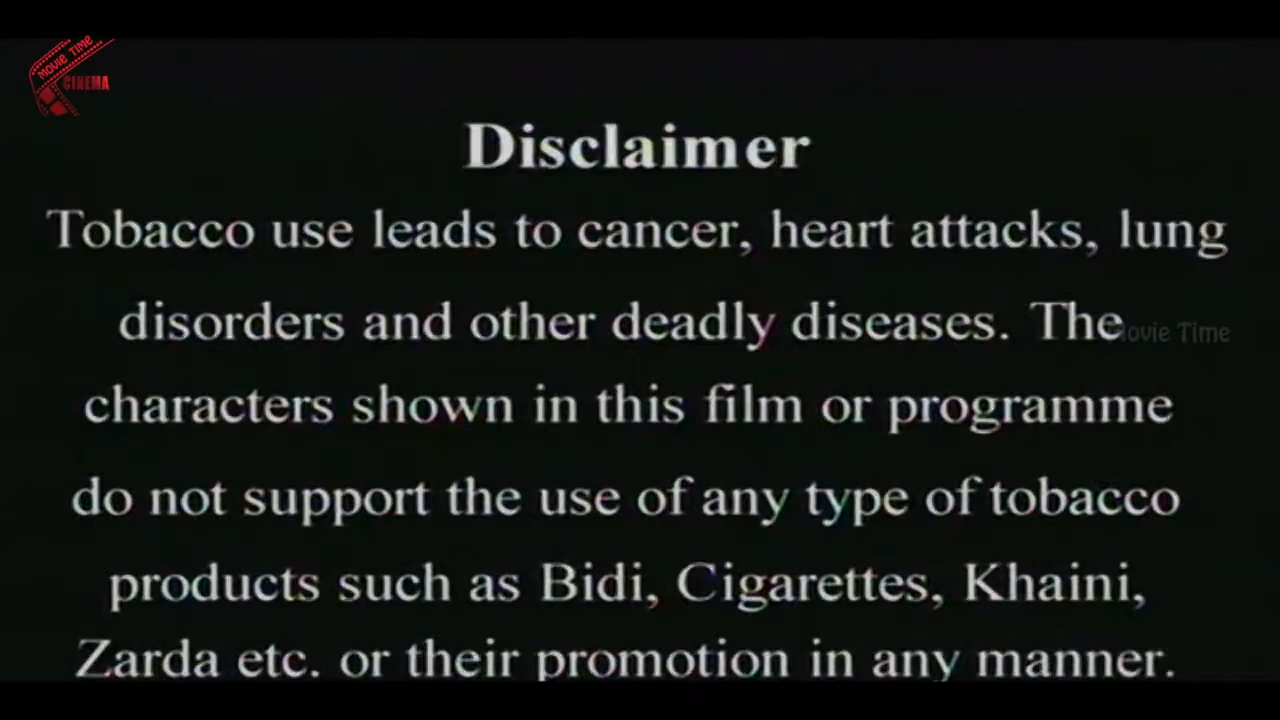 MOVIE TIME
CINEMA
Disclaimer
Tobacco use leads to cancer, heart attacks, lung
disorders and other deadly diseases. The
Movie Time
characters shown in this film or programme
do not support the use of any type of tobacco
products such as Bidi, Cigarettes, Khaini,
Zarda etc. or their promotion in any manner.